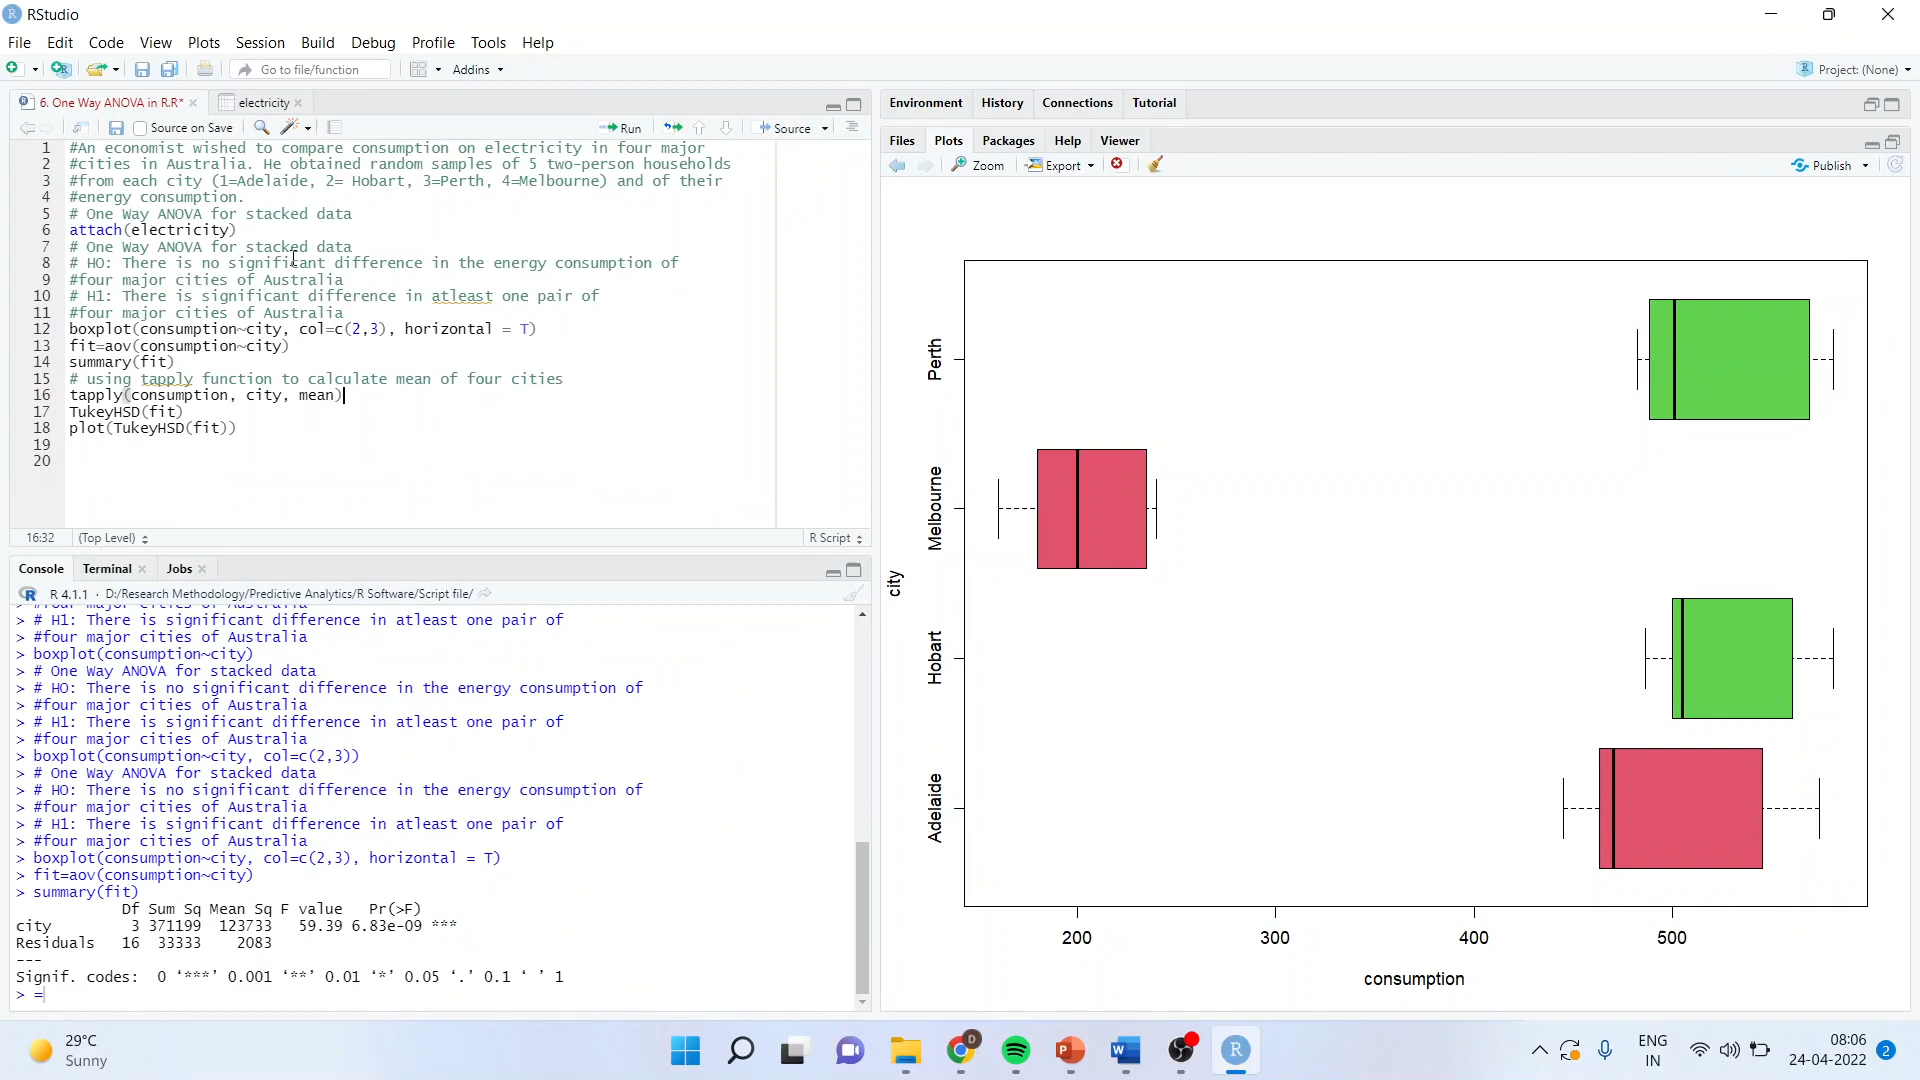 RStudio
File Edit Code View Plots Session Build Debug Profile Tools Help
Go to file/function Addins Project: (None)
6. One Way ANOVA in R.R* electricity
Source on Save Run Source
1 #An economist wished to compare consumption on electricity in four major
2 #cities in Australia. He obtained random samples of 5 two-person households
3 #from each city (1=Adelaide, 2= Hobart, 3=Perth, 4=Melbourne) and of their
4 #energy consumption.
5 # One Way ANOVA for stacked data
6 attach(electricity)
7 # One Way ANOVA for stacked data
8 # HO: There is no significant difference in the energy consumption of
9 #four major cities of Australia
10 # H1: There is significant difference in atleast one pair of
11 #four major cities of Australia
12 boxplot(consumption~city, col=c(2,3), horizontal = T)
13 fit=aov(consumption~city)
14 summary(fit)
15 # using tapply function to calculate mean of four cities
16 tapply(consumption, city, mean)
17 TukeyHSD(fit)
18 plot(TukeyHSD(fit))
19
20
16:32 (Top Level) R Script
Console Terminal Jobs
R 4.1.1 · D:/Research Methodology/Predictive Analytics/R Software/Script file/
> #four major cities of Australia
> # H1: There is significant difference in atleast one pair of
> #four major cities of Australia
> boxplot(consumption~city)
> # One Way ANOVA for stacked data
> # HO: There is no significant difference in the energy consumption of
> #four major cities of Australia
> # H1: There is significant difference in atleast one pair of
> #four major cities of Australia
> boxplot(consumption~city, col=c(2,3))
> # One Way ANOVA for stacked data
> # HO: There is no significant difference in the energy consumption of
> #four major cities of Australia
> # H1: There is significant difference in atleast one pair of
> #four major cities of Australia
> boxplot(consumption~city, col=c(2,3), horizontal = T)
> fit=aov(consumption~city)
> summary(fit)
Df Sum Sq Mean Sq F value Pr(>F)
city 3 371199 123733 59.39 6.83e-09 ***
Residuals 16 33333 2083
---
Signif. codes: 0 ‘***’ 0.001 ‘**’ 0.01 ‘*’ 0.05 ‘.’ 0.1 ‘ ’ 1
> =
Environment History Connections Tutorial
Files Plots Packages Help Viewer
Zoom Export Publish
Perth
Melbourne
city
Hobart
Adelaide
200 300 400 500
consumption
29°C
Sunny
ENG
IN
08:06
24-04-2022
2